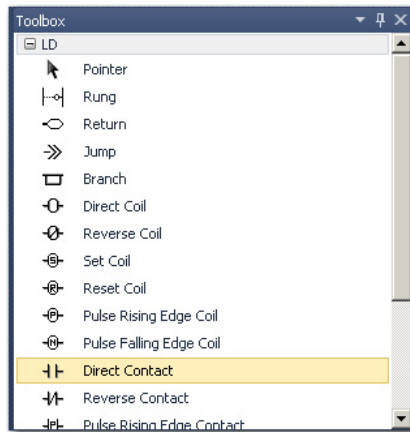 Toolbox
LD
Pointer
Rung
Return
Jump
Branch
Direct Coil
Reverse Coil
Set Coil
Reset Coil
Pulse Rising Edge Coil
Pulse Falling Edge Coil
Direct Contact
Reverse Contact
Pulse Rising Edge Contact